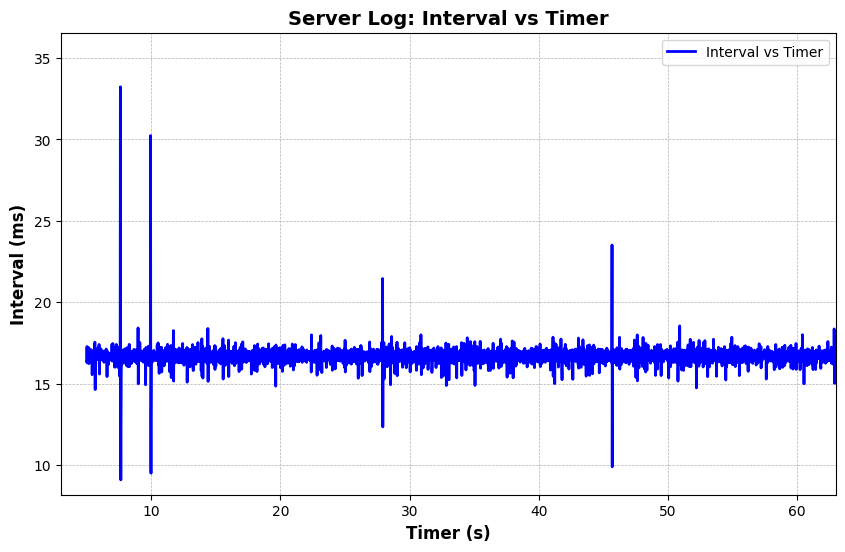 Server Log: Interval vs Timer
Interval vs Timer
35
30
25
20
15
10
Interval (ms)
10 20 30 40 50 60
Timer (s)